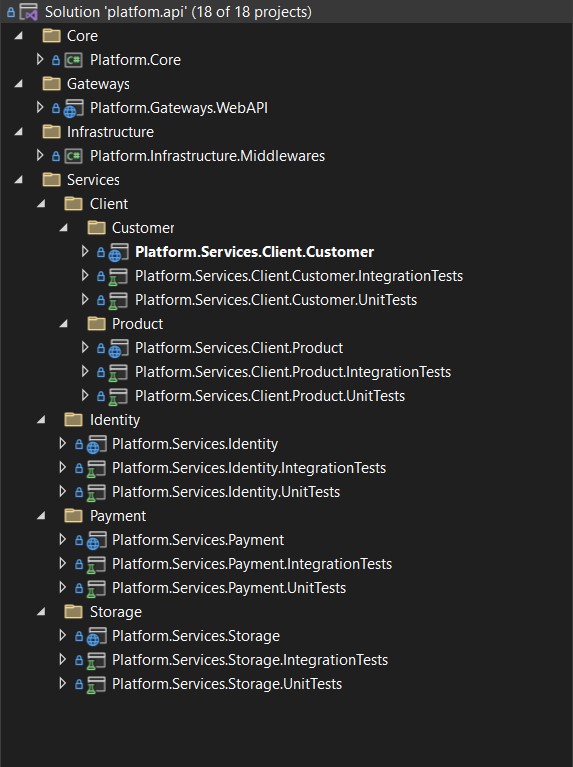 Solution 'platfom.api' (18 of 18 projects)
Core
C# Platform.Core
Gateways
Platform.Gateways.WebAPI
Infrastructure
C# Platform.Infrastructure.Middlewares
Services
Client
Customer
Platform.Services.Client.Customer
Platform.Services.Client.Customer.IntegrationTests
Platform.Services.Client.Customer.UnitTests
Product
Platform.Services.Client.Product
Platform.Services.Client.Product.IntegrationTests
Platform.Services.Client.Product.UnitTests
Identity
Platform.Services.Identity
Platform.Services.Identity.IntegrationTests
Platform.Services.Identity.UnitTests
Payment
Platform.Services.Payment
Platform.Services.Payment.IntegrationTests
Platform.Services.Payment.UnitTests
Storage
Platform.Services.Storage
Platform.Services.Storage.IntegrationTests
Platform.Services.Storage.UnitTests